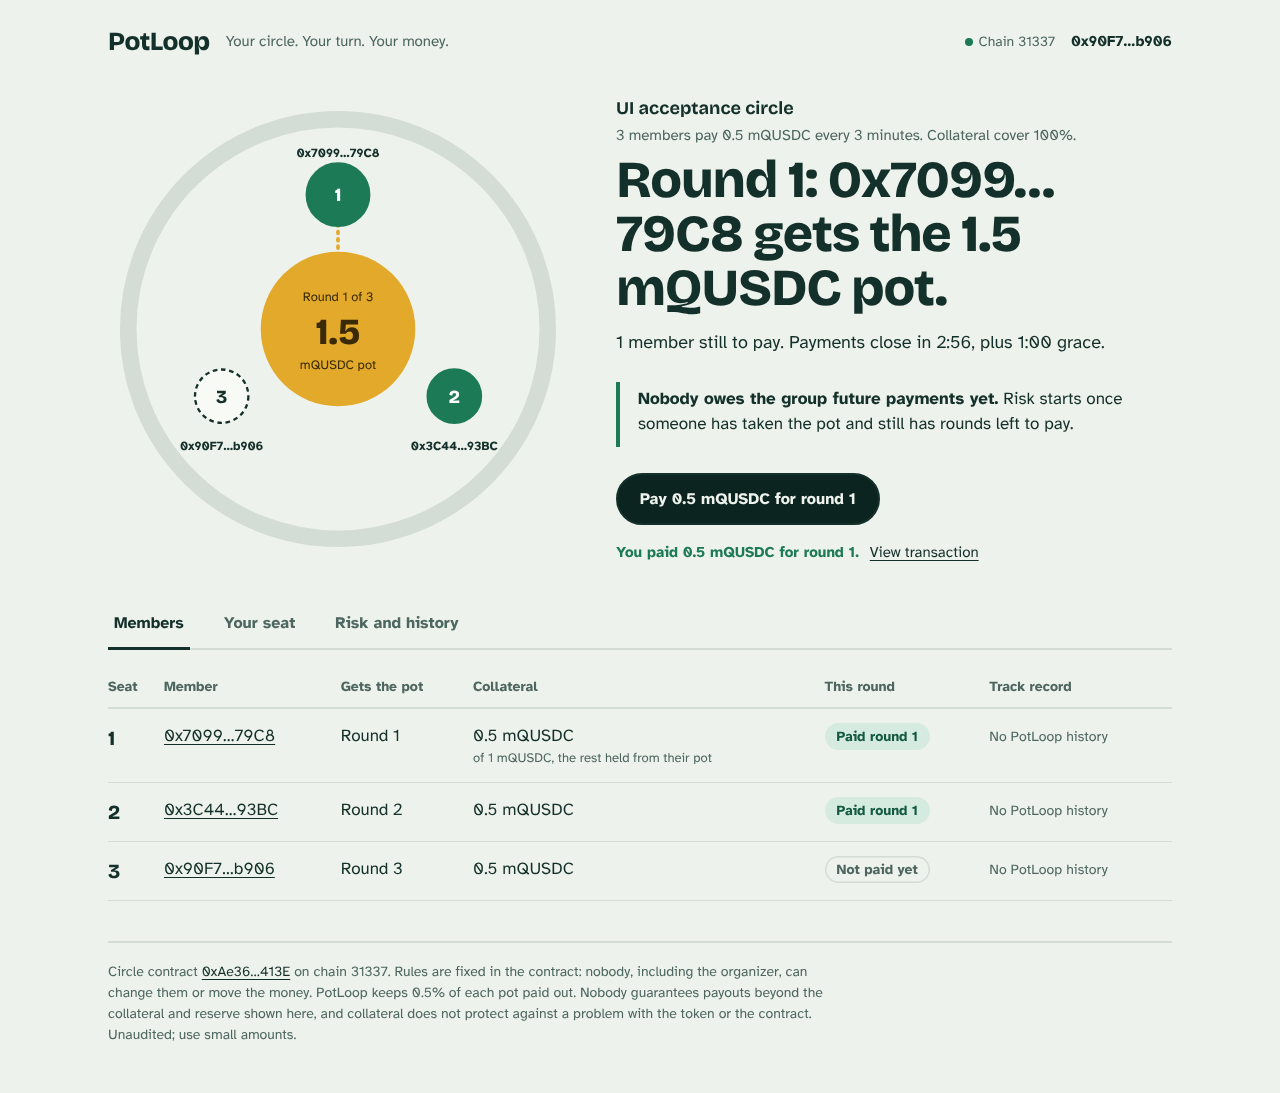 PotLoop Your circle. Your turn. Your money.
Chain 31337 0x90F7…b906
0x7099…79C8
1
Round 1 of 3
1.5
mQUSDC pot
3
2
0x90F7…b906
0x3C44…93BC
UI acceptance circle
3 members pay 0.5 mQUSDC every 3 minutes. Collateral cover 100%.
Round 1: 0x7099…
79C8 gets the 1.5
mQUSDC pot.
1 member still to pay. Payments close in 2:56, plus 1:00 grace.
Nobody owes the group future payments yet. Risk starts once
someone has taken the pot and still has rounds left to pay.
Pay 0.5 mQUSDC for round 1
You paid 0.5 mQUSDC for round 1. View transaction
Members Your seat Risk and history
Seat Member Gets the pot Collateral This round Track record
1 0x7099…79C8 Round 1 0.5 mQUSDC Paid round 1 No PotLoop history
of 1 mQUSDC, the rest held from their pot
2 0x3C44…93BC Round 2 0.5 mQUSDC Paid round 1 No PotLoop history
3 0x90F7…b906 Round 3 0.5 mQUSDC Not paid yet No PotLoop history
Circle contract 0xAe36…413E on chain 31337. Rules are fixed in the contract: nobody, including the organizer, can
change them or move the money. PotLoop keeps 0.5% of each pot paid out. Nobody guarantees payouts beyond the
collateral and reserve shown here, and collateral does not protect against a problem with the token or the contract.
Unaudited; use small amounts.